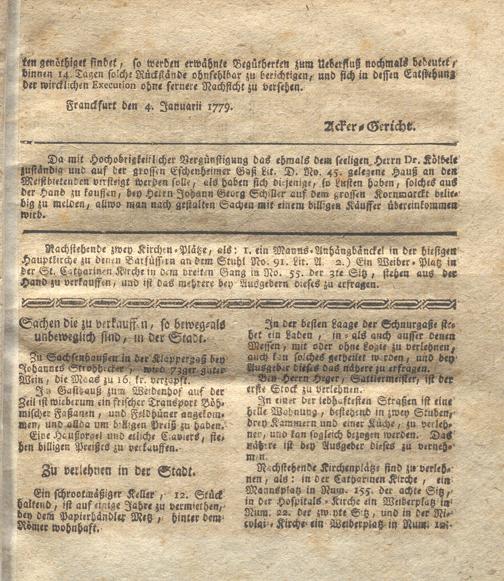 ten genöthiget findet, so werden erwähnte Begütherten zum Ueberfluß nochmals bedeutet,
binnen 14. Tagen solche Rückstände ohnfehlbar zu berichtigen, und sich in dessen Entstehung
der wircklichen Execution ohne fernere Nachsicht zu versehen.
Franckfurt den 4. Januarii 1779.
Acker-Gericht.
Da mit Hochobrigkeitlicher Vergünstigung das ehmals dem seeligen Herrn Dr. Kölbele
zuständig und auf der grossen Eschenheimer Gaß Lit. D. No. 45. gelegene Hauß an den
Meistbietenden versteigt werden solle, als haben sich diejenige, so Lusten haben, solches aus
der Hand zu kauffen, bey Herrn Johann Georg Schiller auf dem grossen Kornmarckt belie-
big zu melden, allwo man nach gestalten Sachen mit einem billigen Käuffer übereinkommen
wird.
Nachstehende zwey Kirchen-Plätze, als: 1. ein Manns-Anhängbänckel in der hiesigen
Hauptkirche zu denen Barfüssern an dem Stuhl No. 91. Lit. A 2.) Ein Weiber-Platz in
der St. Catharinen Kirche in dem breiten Gang in No. 55. der 3te Sitz, stehen aus der
Hand zu verkauffen, und ist das mehrere bey Ausgebern dieses zu erfragen.
Sachen die zu verkauffen, so beweg-als
unbeweglich sind, in der Stadt.
Zu Sachsenhausen in der Klappergaß bey
Johannes Strohhecker, wird 73ger guter
Wein, die Maas zu 16. kr. verzapft.
Im Gasthauß zum Weidenhof auf der
Zeil ist wiederum ein frischer Transport Böh-
mischer Fasanen, und Feldhüner angekom-
men, und allda um billigen Preiß zu haben.
Eine Haußorgel und etliche Claviers, ste-
hen billigen Preißes zu verkauffen.
Zu verlehnen in der Stadt.
Ein schrootmäßiger Keller, 12. Stück
haltend, ist auf einige Jahre zu vermiethen,
bey dem Papierhändler Metz, hinter dem
Römer wohnhaft.
In der besten Laage der Schnurgasse ste-
het ein Laden, in- als auch ausser denen
Messen, mit oder ohne Logie zu verlehnen,
auch kan solches getheilt werden, und bey
Ausgeber dieses das nähere zu erfragen.
Bey Herrn Heger, Sattlermeister, ist der
erste Stock zu verlehnen.
In einer der lebhaftesten Straßen ist eine
helle Wohnung, bestehend in zwey Stuben,
drey Kammern und einer Küche, zu verleh-
nen, und kan sogleich bezogen werden. Das
nähere ist bey Ausgeber dieses zu verneh-
men.
Nachstehende Kirchenplätze sind zu verleh-
nen, als: in der Catharinen Kirche, ein
Mannsplatz in Num. 155. der achte Sitz,
in der Hospitals-Kirche ein Weiberplatz in
Num. 22. der zweyte Sitz, und in der Ni-
colai-Kirche ein Weiberplatz in Num.